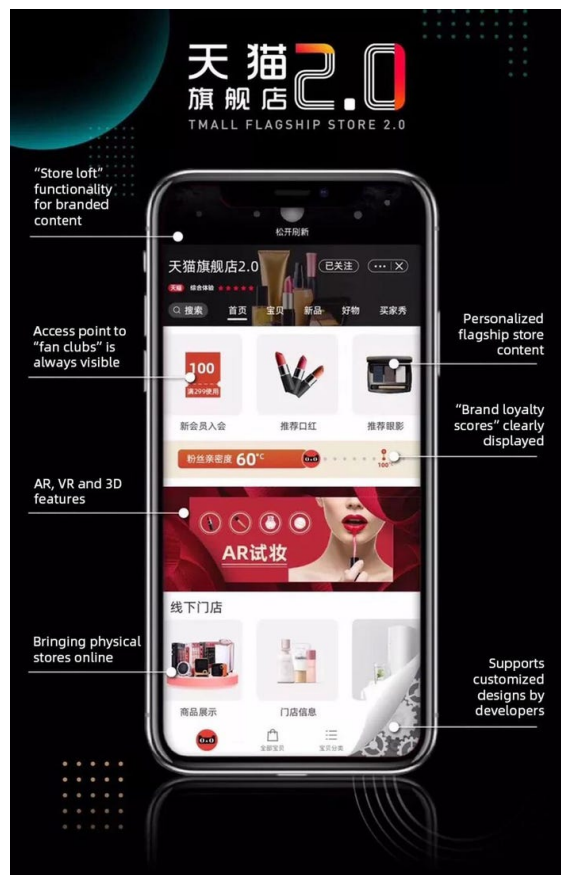 天猫2.0
旗舰店
TMALL FLAGSHIP STORE 2.0
“Store loft”
functionality
for branded
content
松开刷新
天猫旗舰店2.0
已关注
天猫 综合体验
搜索 首页 宝贝 新品 好物 买家秀
Access point to
“fan clubs” is
always visible
Personalized
flagship store
content
100
满299使用
新会员入会 推荐口红 推荐眼影
“Brand loyalty
scores” clearly
displayed
粉丝亲密度 60°C
100
AR, VR and 3D
features
AR试妆
线下门店
Bringing physical
stores online
Supports
customized
designs by
developers
商品展示 门店信息
全部宝贝 宝贝分类